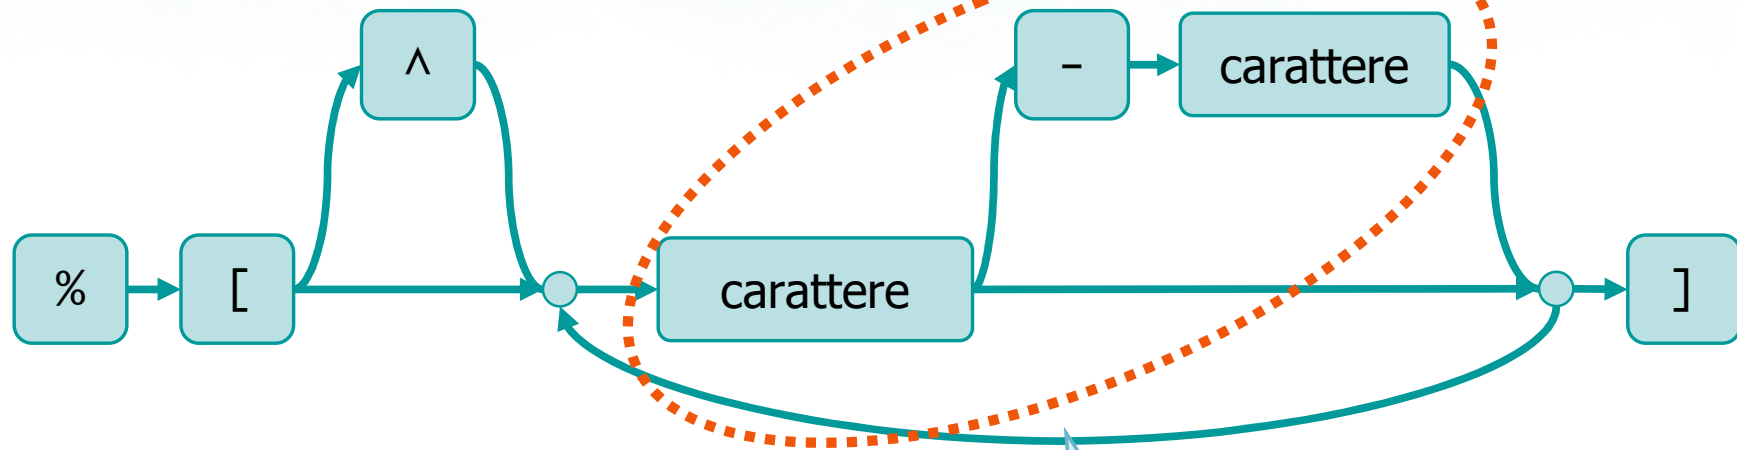 ^
- carattere
% [ carattere ]